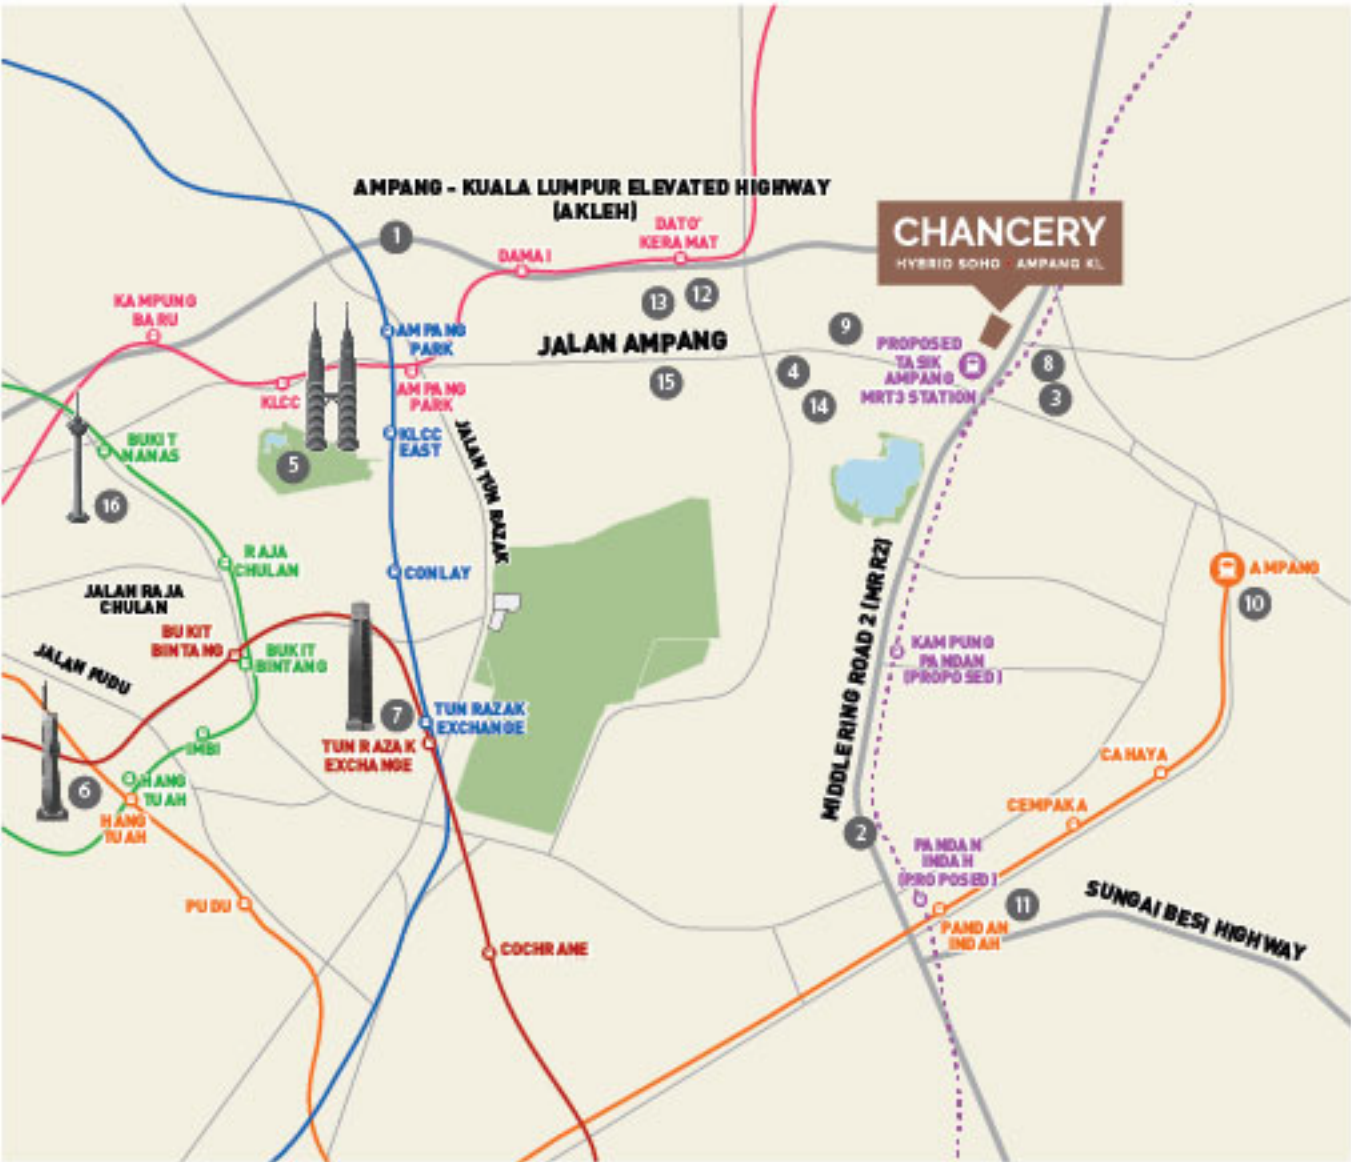 AMPANG - KUALA LUMPUR ELEVATED HIGHWAY
(AKLEH)
1
DATO'
KERAMAT
DAMAI
CHANCERY
HYBRID SOHO • AMPANG KL
KAMPUNG
BARU
13
12
AMPANG
PARK
JALAN AMPANG
9
PROPOSED
TASIK
AMPANG
MRT3 STATION
8
3
4
14
15
KLCC
AMPANG
PARK
KLCC
EAST
BUKIT
NANAS
5
16
JALAN TUN RAZAK
RAJA
CHULAN
CONLAY
AMPANG
10
JALAN RAJA
CHULAN
BUKIT
BINTANG
BUKIT
BINTANG
JALAN PUDU
MIDDLE RING ROAD 2 (MRR2)
KAMPUNG
PANDAN
(PROPOSED)
7
TUN RAZAK
EXCHANGE
TUN RAZAK
EXCHANGE
IMBI
HANG
TUAH
6
HANG
TUAH
CAHAYA
CEMPAKA
2
PANDAN
INDAH
(PROPOSED)
PUDU
11
SUNGAI BESI HIGHWAY
PANDAN
INDAH
COCHRANE